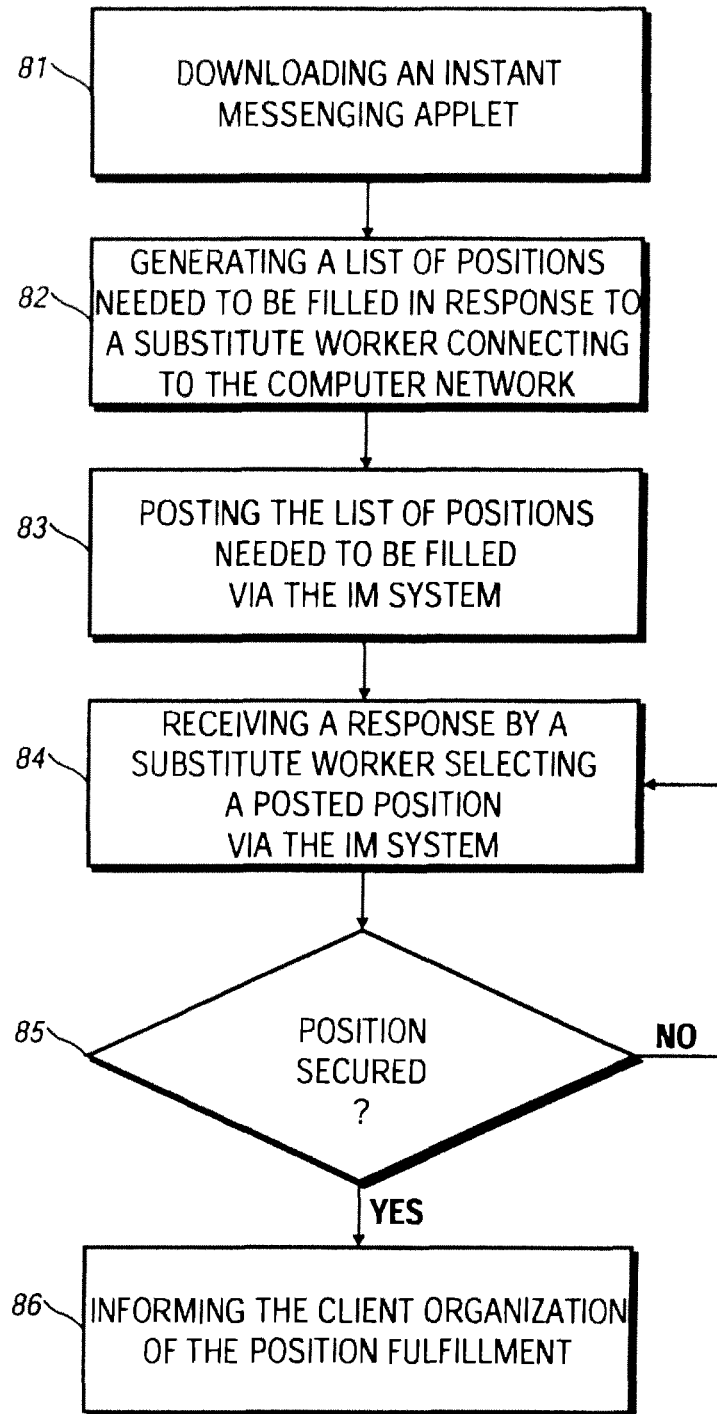 81
DOWNLOADING AN INSTANT
MESSENGING APPLET
82
GENERATING A LIST OF POSITIONS
NEEDED TO BE FILLED IN RESPONSE TO
A SUBSTITUTE WORKER CONNECTING
TO THE COMPUTER NETWORK
83
POSTING THE LIST OF POSITIONS
NEEDED TO BE FILLED
VIA THE IM SYSTEM
84
RECEIVING A RESPONSE BY A
SUBSTITUTE WORKER SELECTING
A POSTED POSITION
VIA THE IM SYSTEM
85
POSITION
SECURED
?
NO
YES
86
INFORMING THE CLIENT ORGANIZATION
OF THE POSITION FULFILLMENT